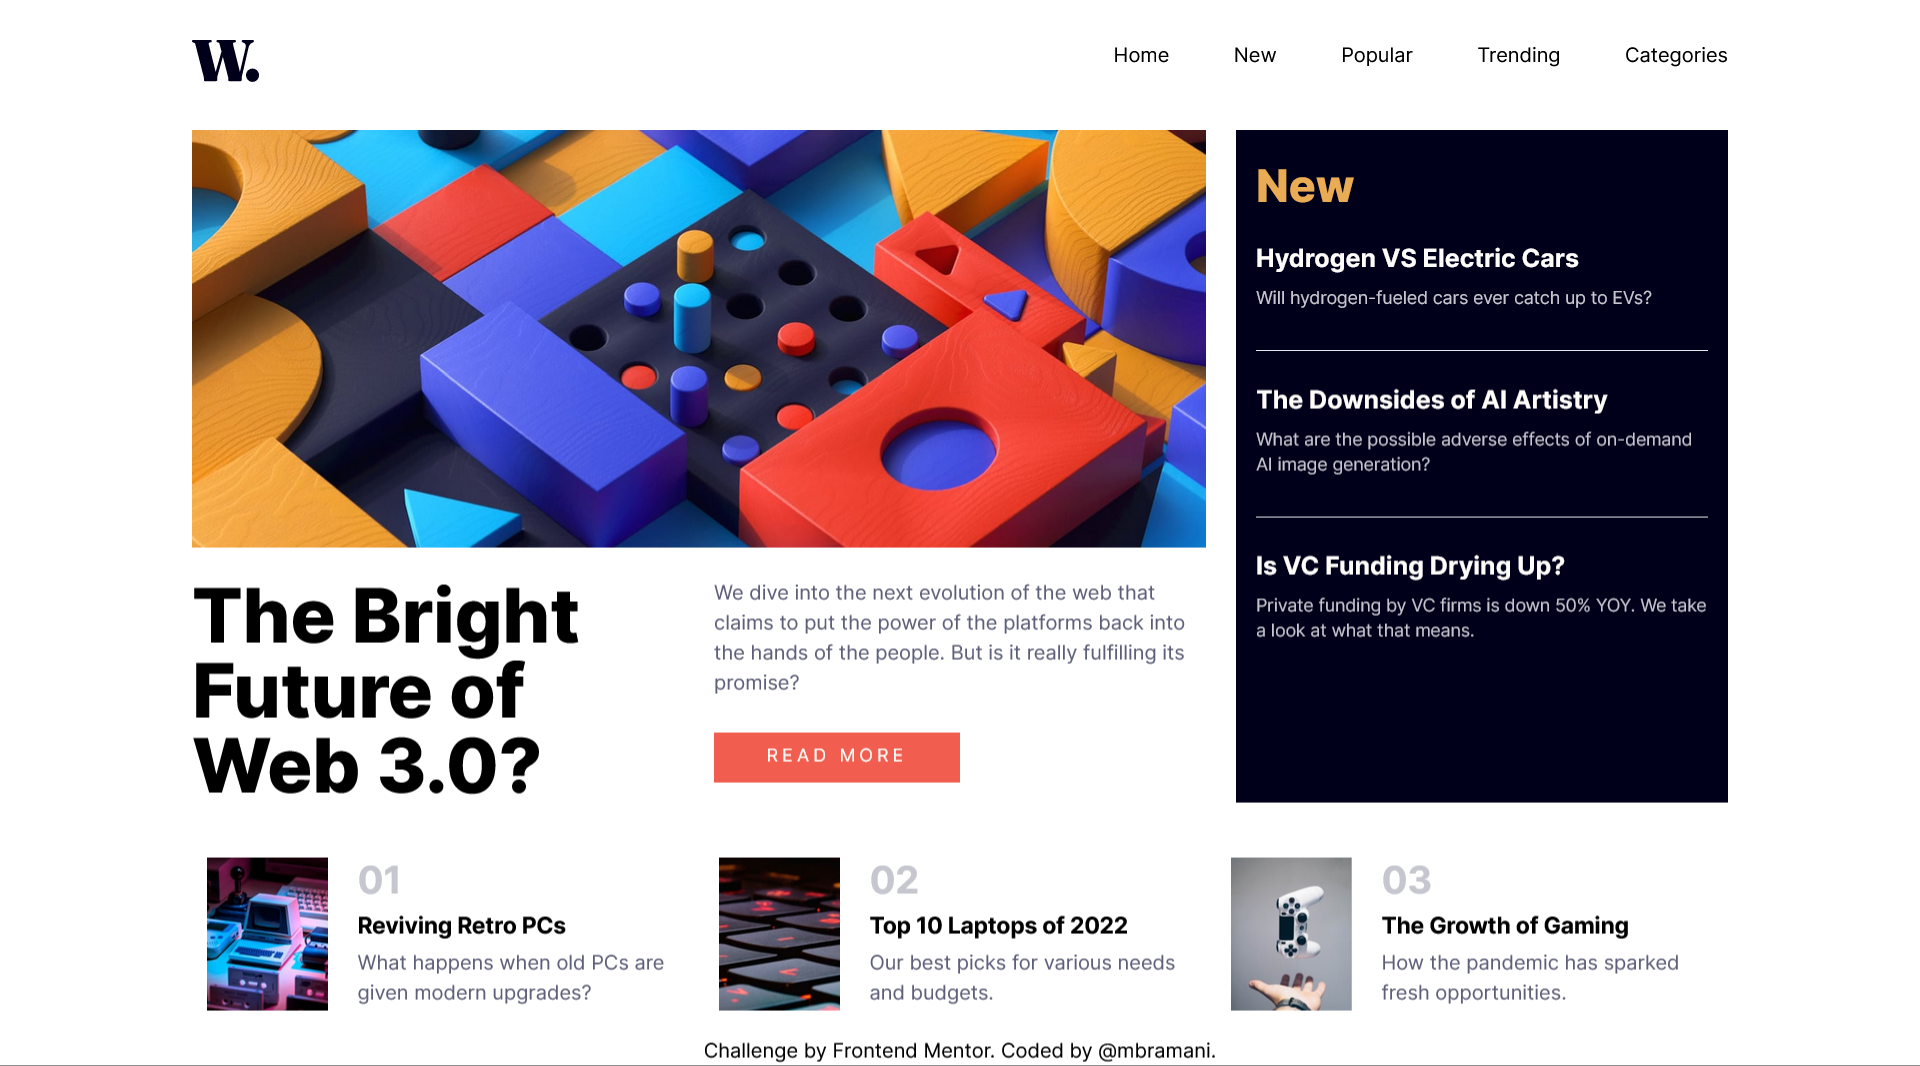 W.
Home
New
Popular
Trending
Categories
The Bright
Future of
Web 3.0?
We dive into the next evolution of the web that
claims to put the power of the platforms back into
the hands of the people. But is it really fulfilling its
promise?
READ MORE
New
Hydrogen VS Electric Cars
Will hydrogen-fueled cars ever catch up to EVs?
The Downsides of AI Artistry
What are the possible adverse effects of on-demand
AI image generation?
Is VC Funding Drying Up?
Private funding by VC firms is down 50% YOY. We take
a look at what that means.
01
Reviving Retro PCs
What happens when old PCs are
given modern upgrades?
02
Top 10 Laptops of 2022
Our best picks for various needs
and budgets.
03
The Growth of Gaming
How the pandemic has sparked
fresh opportunities.
Challenge by Frontend Mentor. Coded by @mbramani.